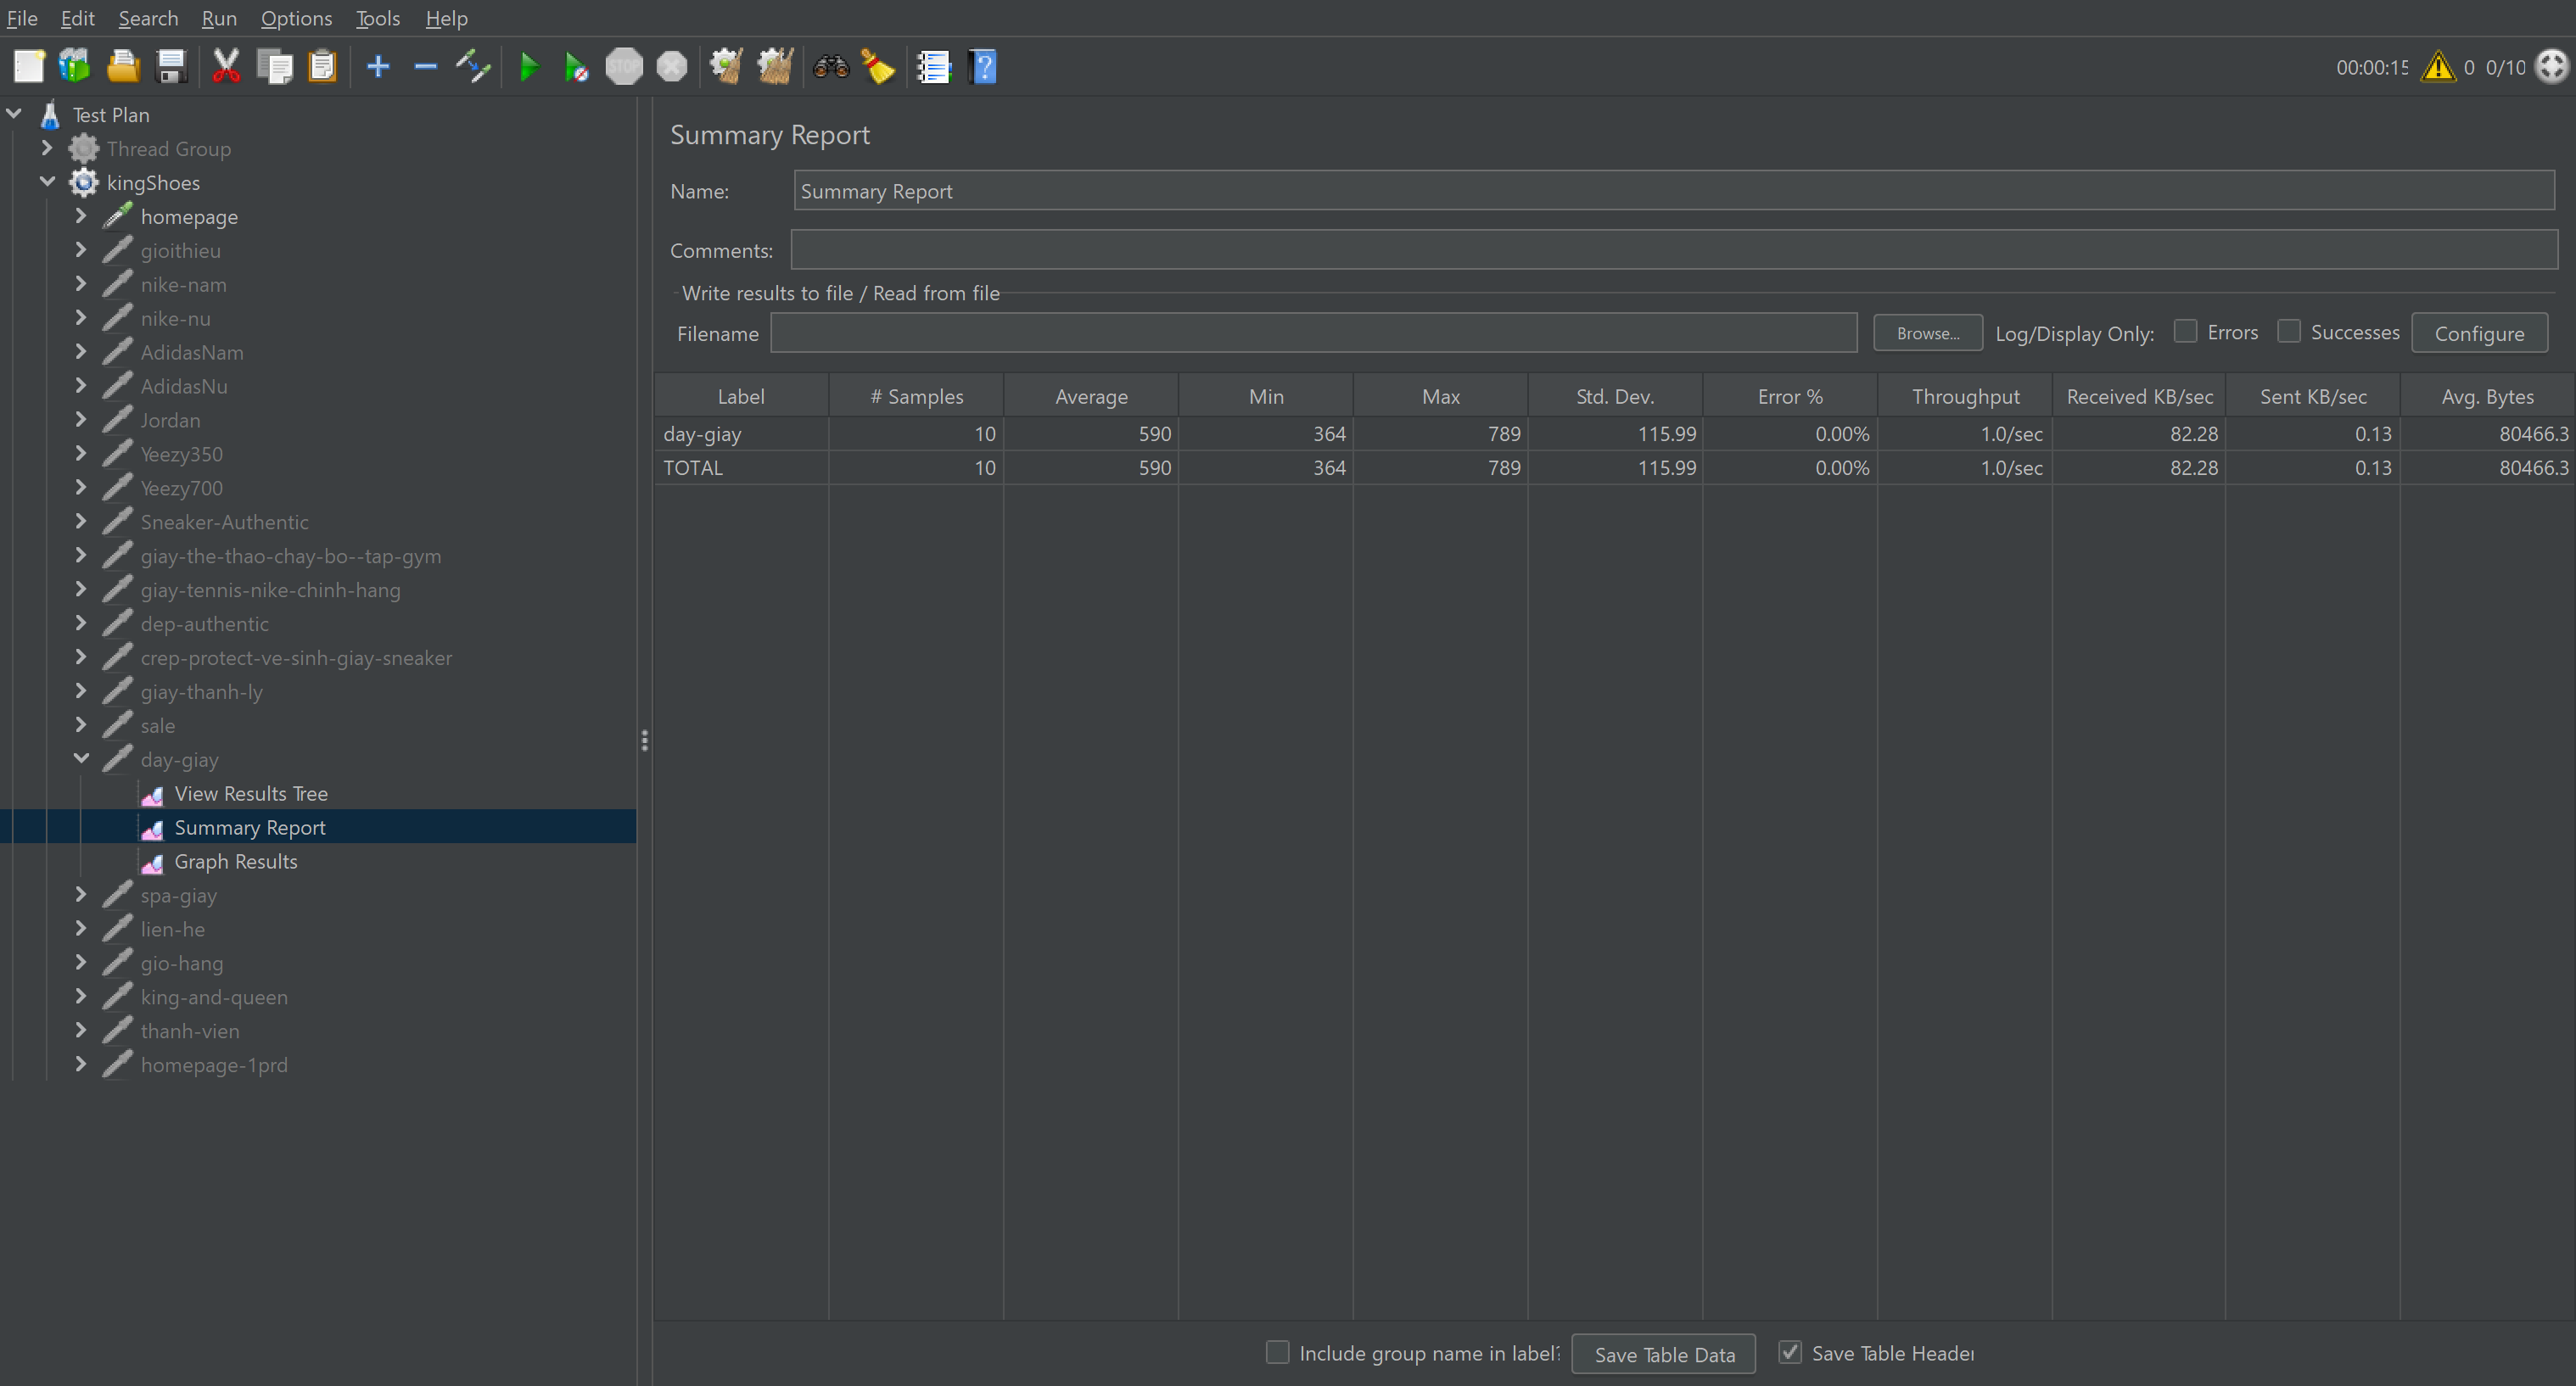 File Edit Search Run Options Tools Help
STOP
?
00:00:15 0 0/10
Test Plan
Thread Group
kingShoes
homepage
gioithieu
nike-nam
nike-nu
AdidasNam
AdidasNu
Jordan
Yeezy350
Yeezy700
Sneaker-Authentic
giay-the-thao-chay-bo--tap-gym
giay-tennis-nike-chinh-hang
dep-authentic
crep-protect-ve-sinh-giay-sneaker
giay-thanh-ly
sale
day-giay
View Results Tree
Summary Report
Graph Results
spa-giay
lien-he
gio-hang
king-and-queen
thanh-vien
homepage-1prd
Summary Report
Name: Summary Report
Comments:
Write results to file / Read from file
Filename Browse... Log/Display Only: Errors Successes Configure
Label # Samples Average Min Max Std. Dev. Error % Throughput Received KB/sec Sent KB/sec Avg. Bytes
day-giay 10 590 364 789 115.99 0.00% 1.0/sec 82.28 0.13 80466.3
TOTAL 10 590 364 789 115.99 0.00% 1.0/sec 82.28 0.13 80466.3
Include group name in label? Save Table Data Save Table Header